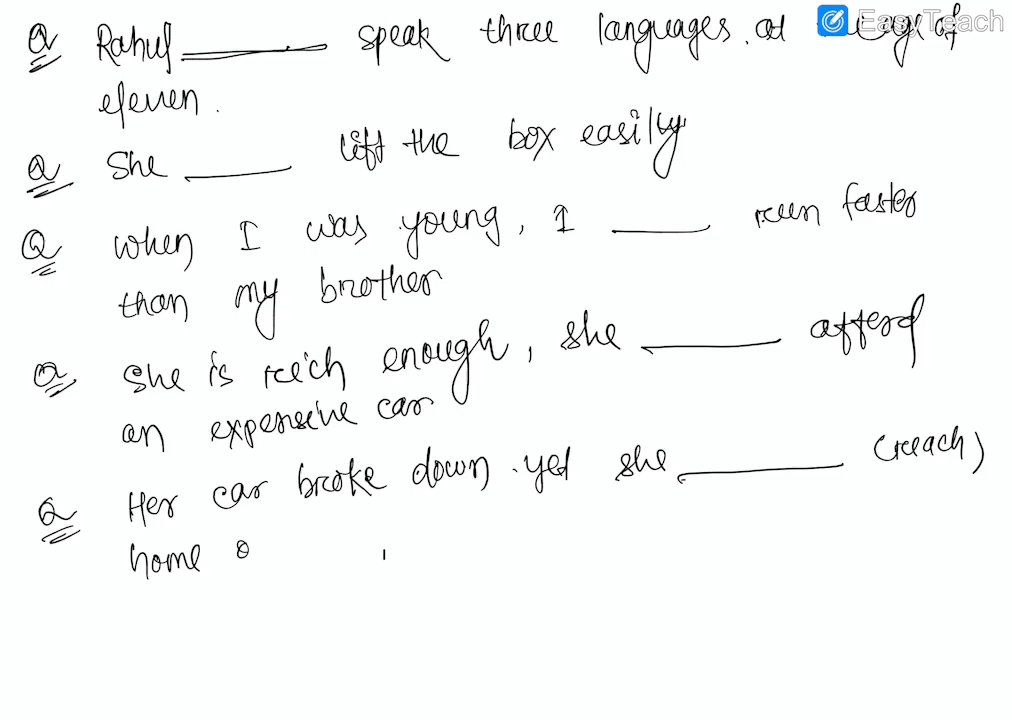 Q Rahul ______ speak three languages at the age of
eleven.
Q She ______ lift the box easily
Q When I was young, I ______ run faster
than my brother
Q She is rich enough, she ______ afford
an expensive car
Q Her car broke down. yet she ______ (reach)
home
EasyTeach